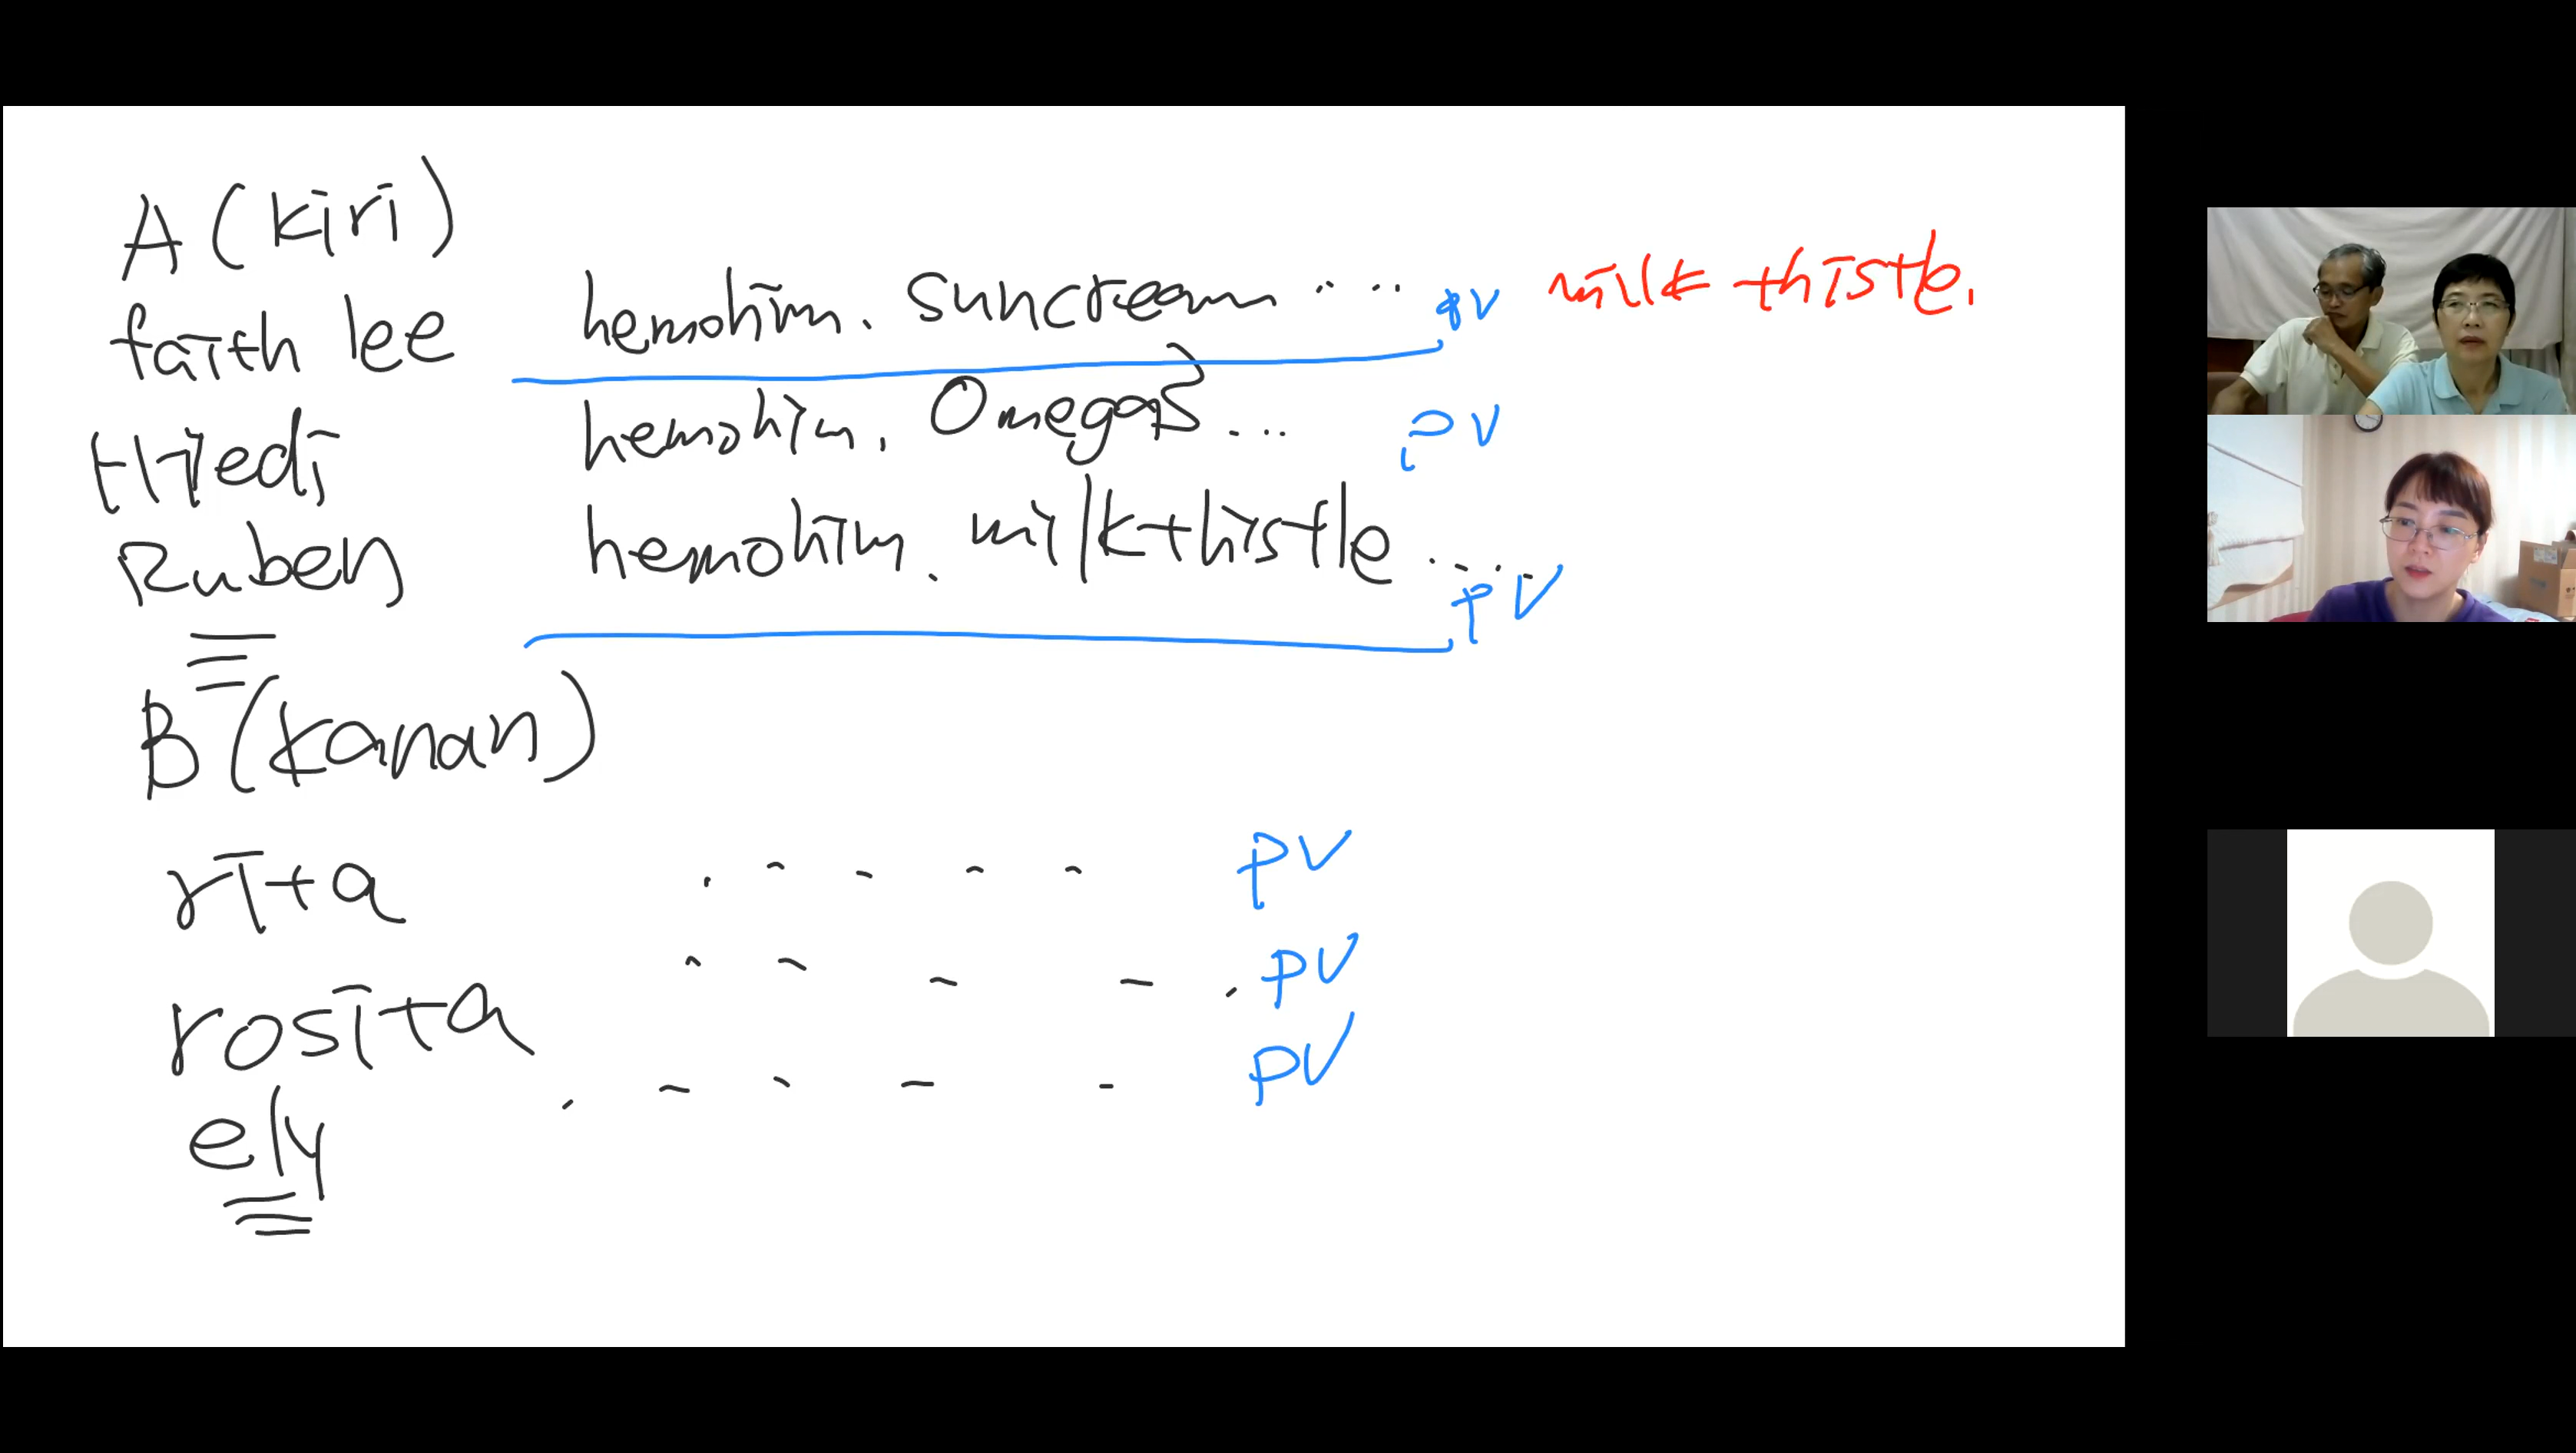 A (kiri)
faith lee hemohim. suncream .... PV milk thistle.
Hiedi hemohim. Omega3 ... PV
Ruben hemohim. milkthistle ..... PV
B (kanan)
rita . - - - - PV
rosita - - - - . PV
ely . - - - - PV